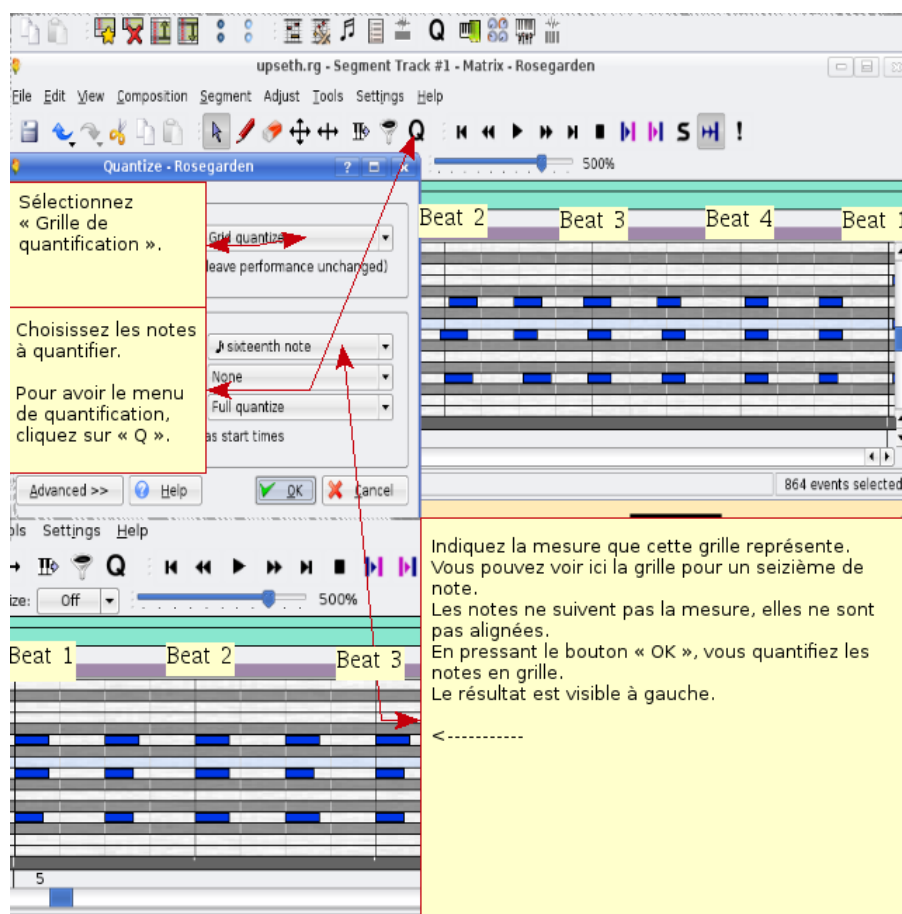 upseth.rg - Segment Track #1 - Matrix - Rosegarden
File Edit View Composition Segment Adjust Tools Settings Help
Q
S
!
Quantize - Rosegarden
500%
Sélectionnez
« Grille de
quantification ».
Grid quantize
leave performance unchanged)
Choisissez les notes
à quantifier.
Pour avoir le menu
de quantification,
cliquez sur « Q ».
sixteenth note
None
Full quantize
as start times
Advanced >> Help OK Cancel
Beat 2 Beat 3 Beat 4 Beat 1
864 events selected
ols Settings Help
Q
ize: Off 500%
Beat 1 Beat 2 Beat 3
5
Indiquez la mesure que cette grille représente.
Vous pouvez voir ici la grille pour un seizième de
note.
Les notes ne suivent pas la mesure, elles ne sont
pas alignées.
En pressant le bouton « OK », vous quantifiez les
notes en grille.
Le résultat est visible à gauche.
<-----------